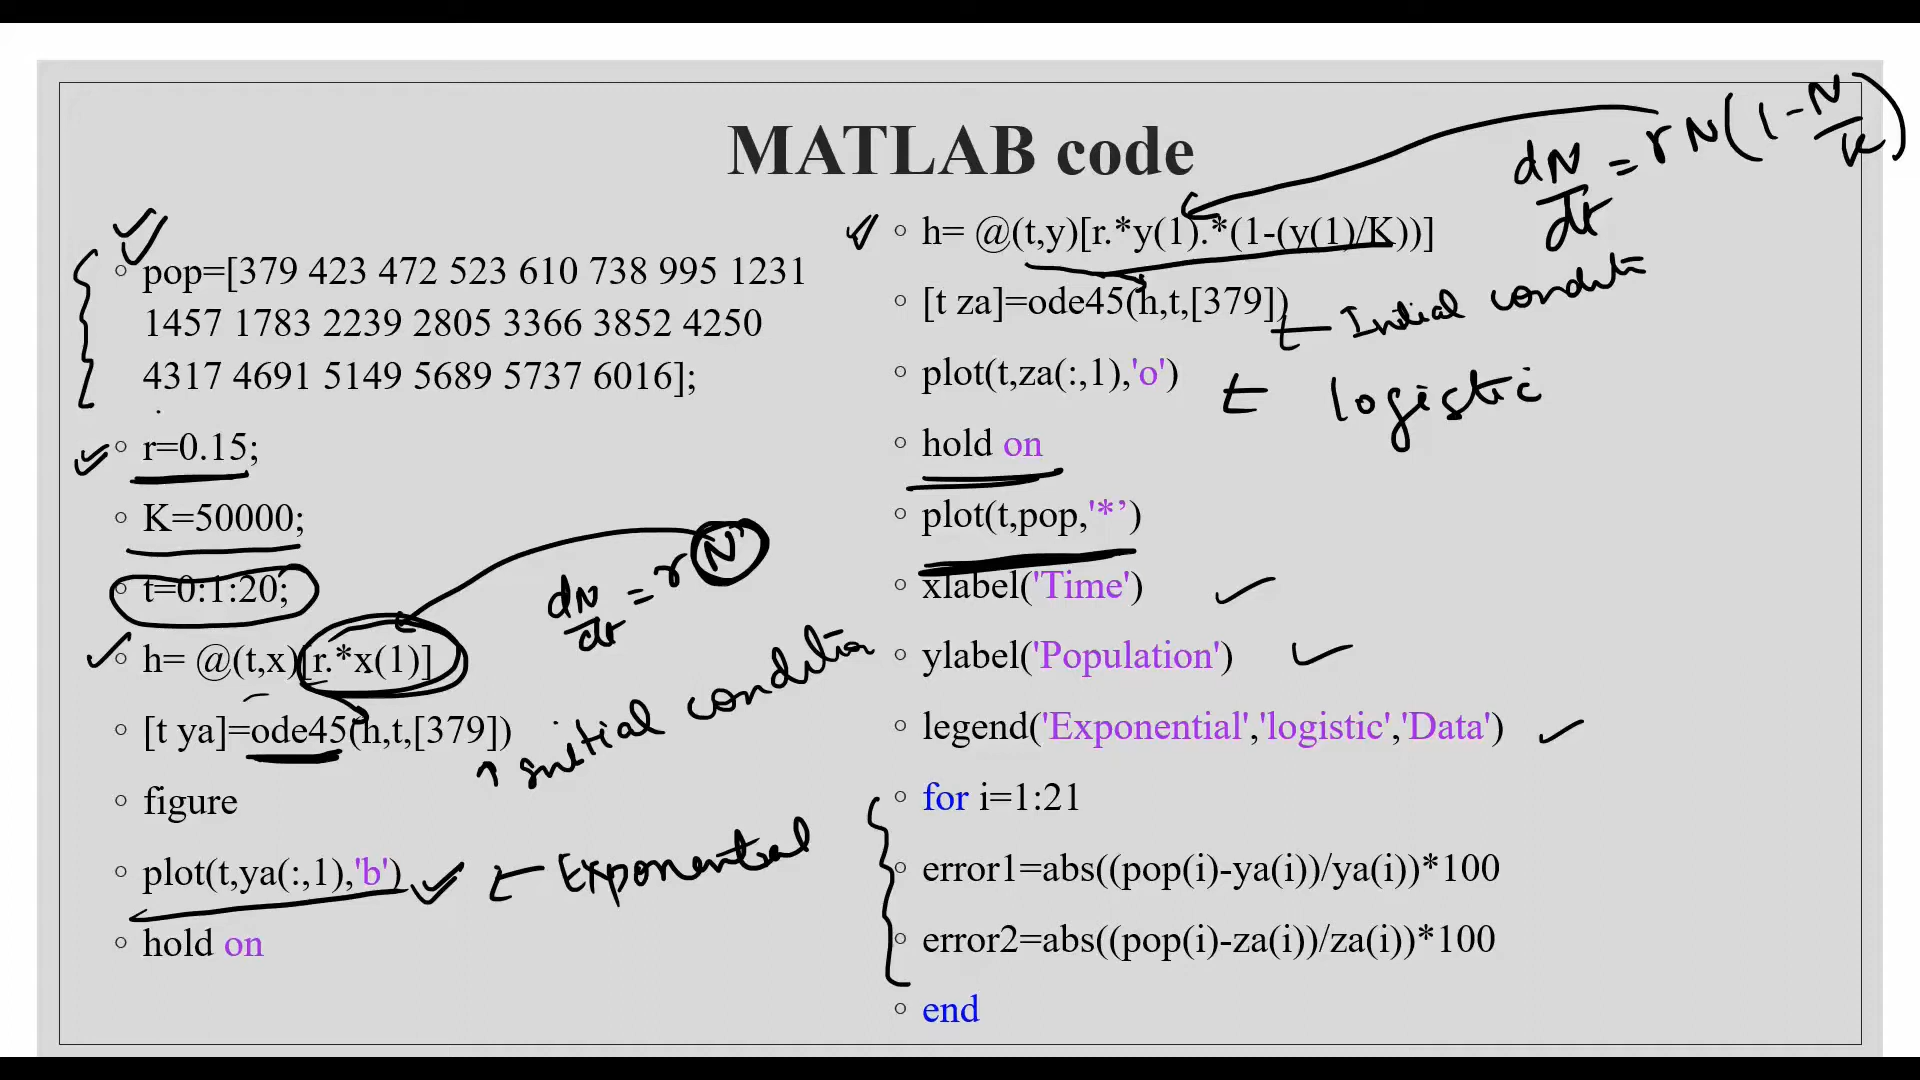 MATLAB code
dN/dt = rN(1-N/K)
pop=[379 423 472 523 610 738 995 1231
1457 1783 2239 2805 3366 3852 4250
4317 4691 5149 5689 5737 6016];
r=0.15;
K=50000;
t=0:1:20;
dN/dt = rN
h= @(t,x)[r.*x(1)]
[t ya]=ode45(h,t,[379])
initial condition
figure
plot(t,ya(:,1),'b')
Exponential
hold on
h= @(t,y)[r.*y(1).*(1-(y(1)/K))]
[t za]=ode45(h,t,[379])
Initial conditi
plot(t,za(:,1),'o')
logistic
hold on
plot(t,pop,'*’)
xlabel('Time')
ylabel('Population')
legend('Exponential','logistic','Data')
for i=1:21
error1=abs((pop(i)-ya(i))/ya(i))*100
error2=abs((pop(i)-za(i))/za(i))*100
end